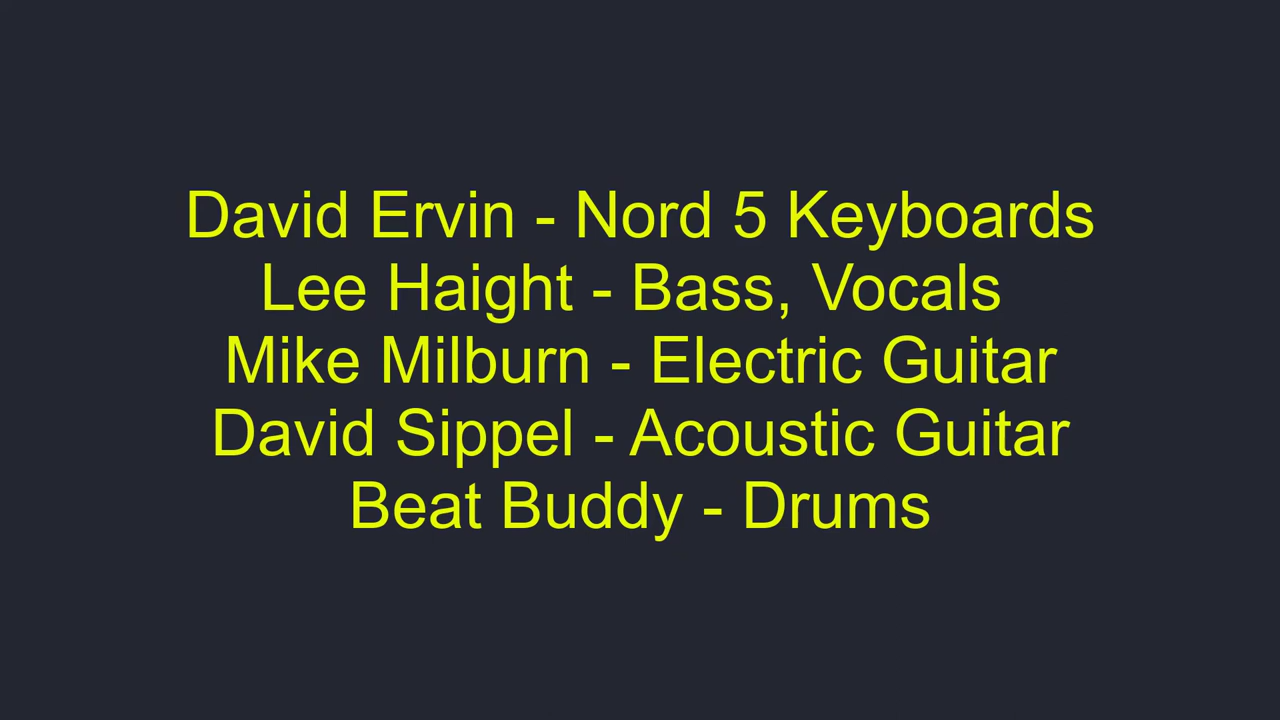 David Ervin - Nord 5 Keyboards
Lee Haight - Bass, Vocals
Mike Milburn - Electric Guitar
David Sippel - Acoustic Guitar
Beat Buddy - Drums